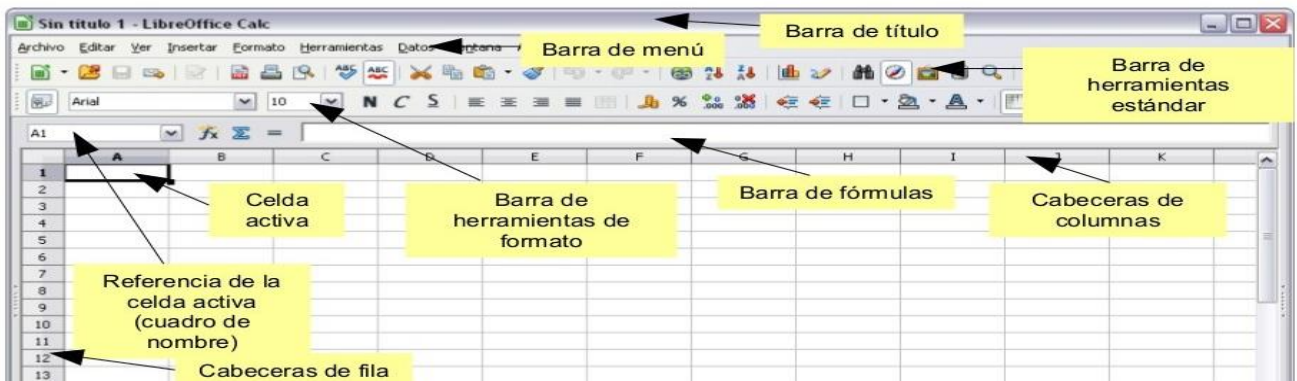 Sin título 1 - LibreOffice Calc
Barra de título
Archivo Editar Ver Insertar Formato Herramientas Datos
Barra de menú
Barra de
herramientas
estándar
Arial 10 N C S
A1
A B C D E F G H I J K
1
2
3
4
5
6
7
8
9
10
11
12
13
Celda
activa
Barra de
herramientas de
formato
Barra de fórmulas
Cabeceras de
columnas
Referencia de la
celda activa
(cuadro de
nombre)
Cabeceras de fila